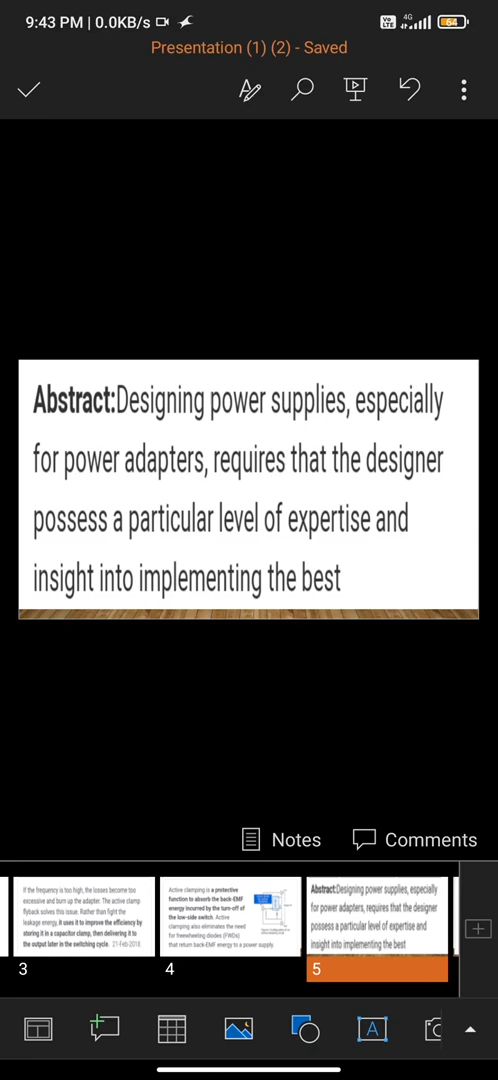 9:43 PM | 0.0KB/s
Vo LTE 4G 64
Presentation (1) (2) - Saved
Abstract:Designing power supplies, especially
for power adapters, requires that the designer
possess a particular level of expertise and
insight into implementing the best
Notes Comments
If the frequency is too high, the losses become too
excessive and burn up the adapter. The active clamp
flyback solves this issue. Rather than fight the
leakage energy, it uses it to improve the efficiency by
storing it in a capacitor clamp, then delivering it to
the output later in the switching cycle. 21-Feb-2018
3
Active clamping is a protective
function to absorb the back-EMF
energy incurred by the turn-off of
the low-side switch. Active
clamping also eliminates the need
for freewheeling diodes (FWDs)
that return back-EMF energy to a power supply.
4
Abstract:Designing power supplies, especially
for power adapters, requires that the designer
possess a particular level of expertise and
insight into implementing the best
5
A